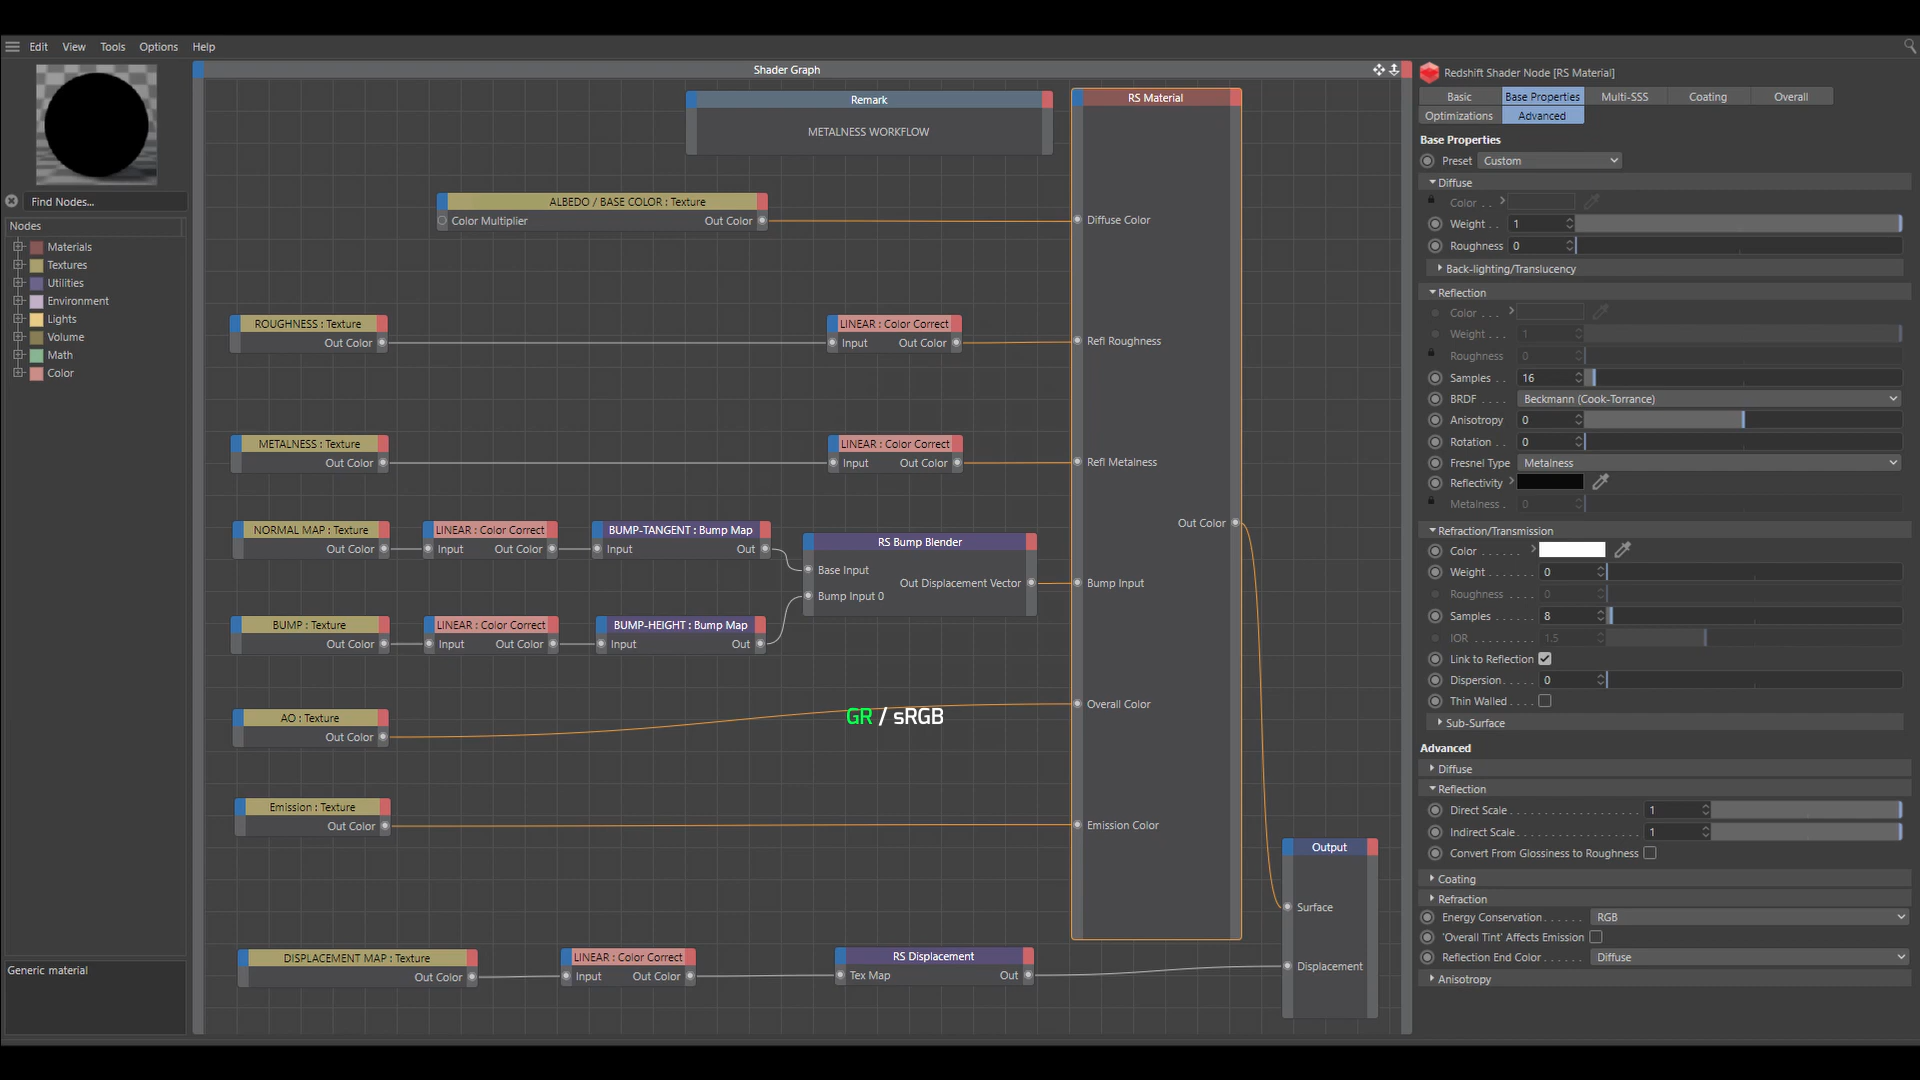 Edit View Tools Options Help
Shader Graph
Find Nodes...
Nodes
Materials
Textures
Utilities
Environment
Lights
Volume
Math
Color
Generic material
Remark
METALNESS WORKFLOW
ALBEDO / BASE COLOR : Texture
Color Multiplier Out Color
ROUGHNESS : Texture
Out Color
LINEAR : Color Correct
Input Out Color
METALNESS : Texture
Out Color
LINEAR : Color Correct
Input Out Color
NORMAL MAP : Texture
Out Color
LINEAR : Color Correct
Input Out Color
BUMP-TANGENT : Bump Map
Input Out
RS Bump Blender
Base Input
Out Displacement Vector
Bump Input 0
BUMP : Texture
Out Color
LINEAR : Color Correct
Input Out Color
BUMP-HEIGHT : Bump Map
Input Out
AO : Texture
Out Color
GR / sRGB
Emission : Texture
Out Color
DISPLACEMENT MAP : Texture
Out Color
LINEAR : Color Correct
Input Out Color
RS Displacement
Tex Map Out
RS Material
Diffuse Color
Refl Roughness
Refl Metalness
Out Color
Bump Input
Overall Color
Emission Color
Output
Surface
Displacement
Redshift Shader Node [RS Material]
Basic Base Properties Multi-SSS Coating Overall
Optimizations Advanced
Base Properties
Preset Custom
Diffuse
Color . .
Weight . . 1
Roughness 0
Back-lighting/Translucency
Reflection
Color . . .
Weight . . . 1
Roughness 0
Samples . . 16
BRDF . . . . Beckmann (Cook-Torrance)
Anisotropy 0
Rotation . . 0
Fresnel Type Metalness
Reflectivity
Metalness . 0
Refraction/Transmission
Color . . . . . .
Weight . . . . . . . 0
Roughness . . . . 0
Samples . . . . . . 8
IOR . . . . . . . . . . 1.5
Link to Reflection
Dispersion . . . . . 0
Thin Walled . . . .
Sub-Surface
Advanced
Diffuse
Reflection
Direct Scale . . . . . . . . . . . . . . . . 1
Indirect Scale . . . . . . . . . . . . . . 1
Convert From Glossiness to Roughness
Coating
Refraction
Energy Conservation . . . . . . RGB
'Overall Tint' Affects Emission
Reflection End Color . . . . . . Diffuse
Anisotropy